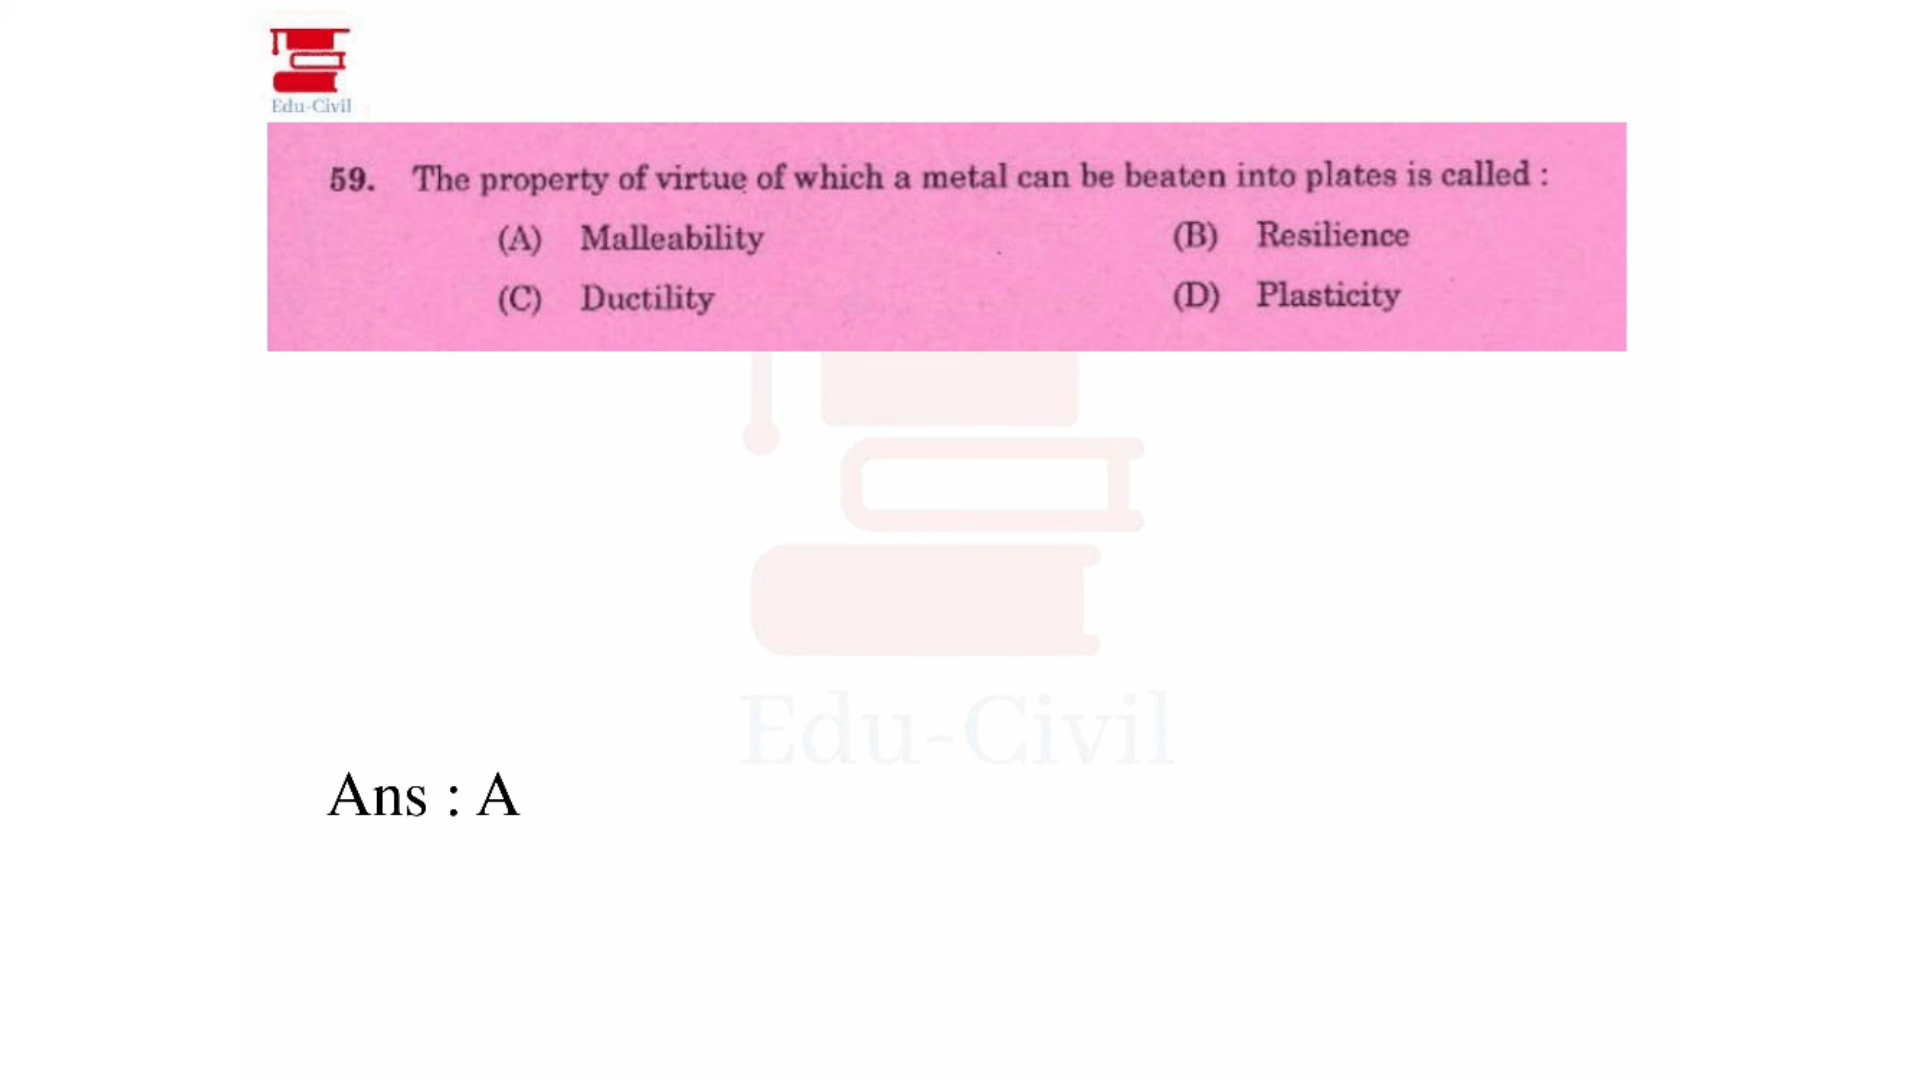 Edu-Civil
59. The property of virtue of which a metal can be beaten into plates is called :
(A) Malleability (B) Resilience
(C) Ductility (D) Plasticity
Edu-Civil
Ans : A